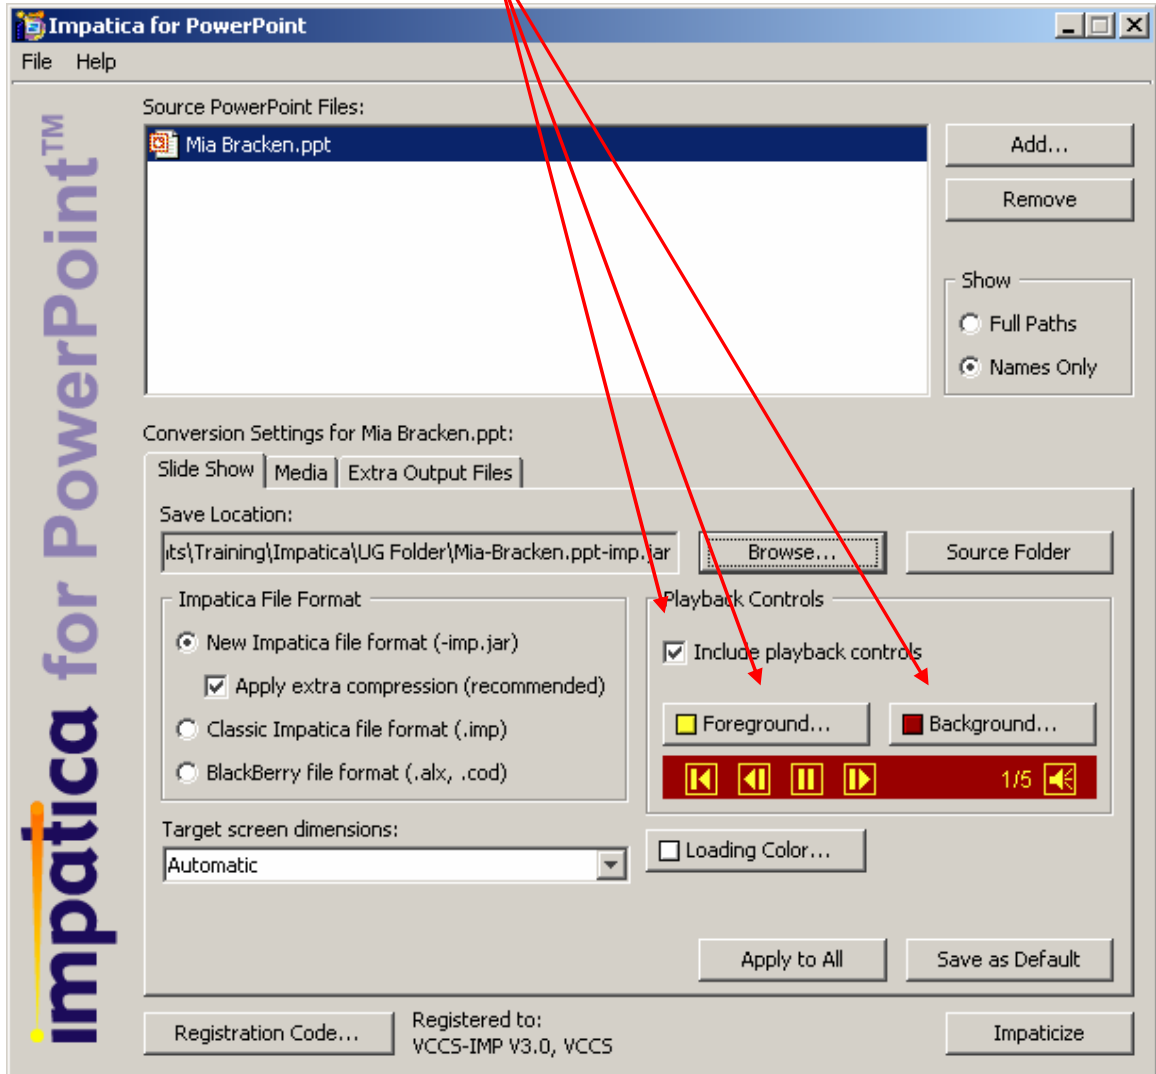 Impatica for PowerPoint
File Help
impatica for PowerPoint™
Source PowerPoint Files:
Mia Bracken.ppt
Add...
Remove
Show
Full Paths
Names Only
Conversion Settings for Mia Bracken.ppt:
Slide Show Media Extra Output Files
Save Location:
its\Training\Impatica\UG Folder\Mia-Bracken.ppt-imp.jar Browse... Source Folder
Impatica File Format
New Impatica file format (-imp.jar)
Apply extra compression (recommended)
Classic Impatica file format (.imp)
BlackBerry file format (.alx, .cod)
Playback Controls
Include playback controls
Foreground... Background...
1/5
Target screen dimensions:
Automatic
Loading Color...
Apply to All Save as Default
Registration Code...
Registered to:
VCCS-IMP V3.0, VCCS
Impaticize